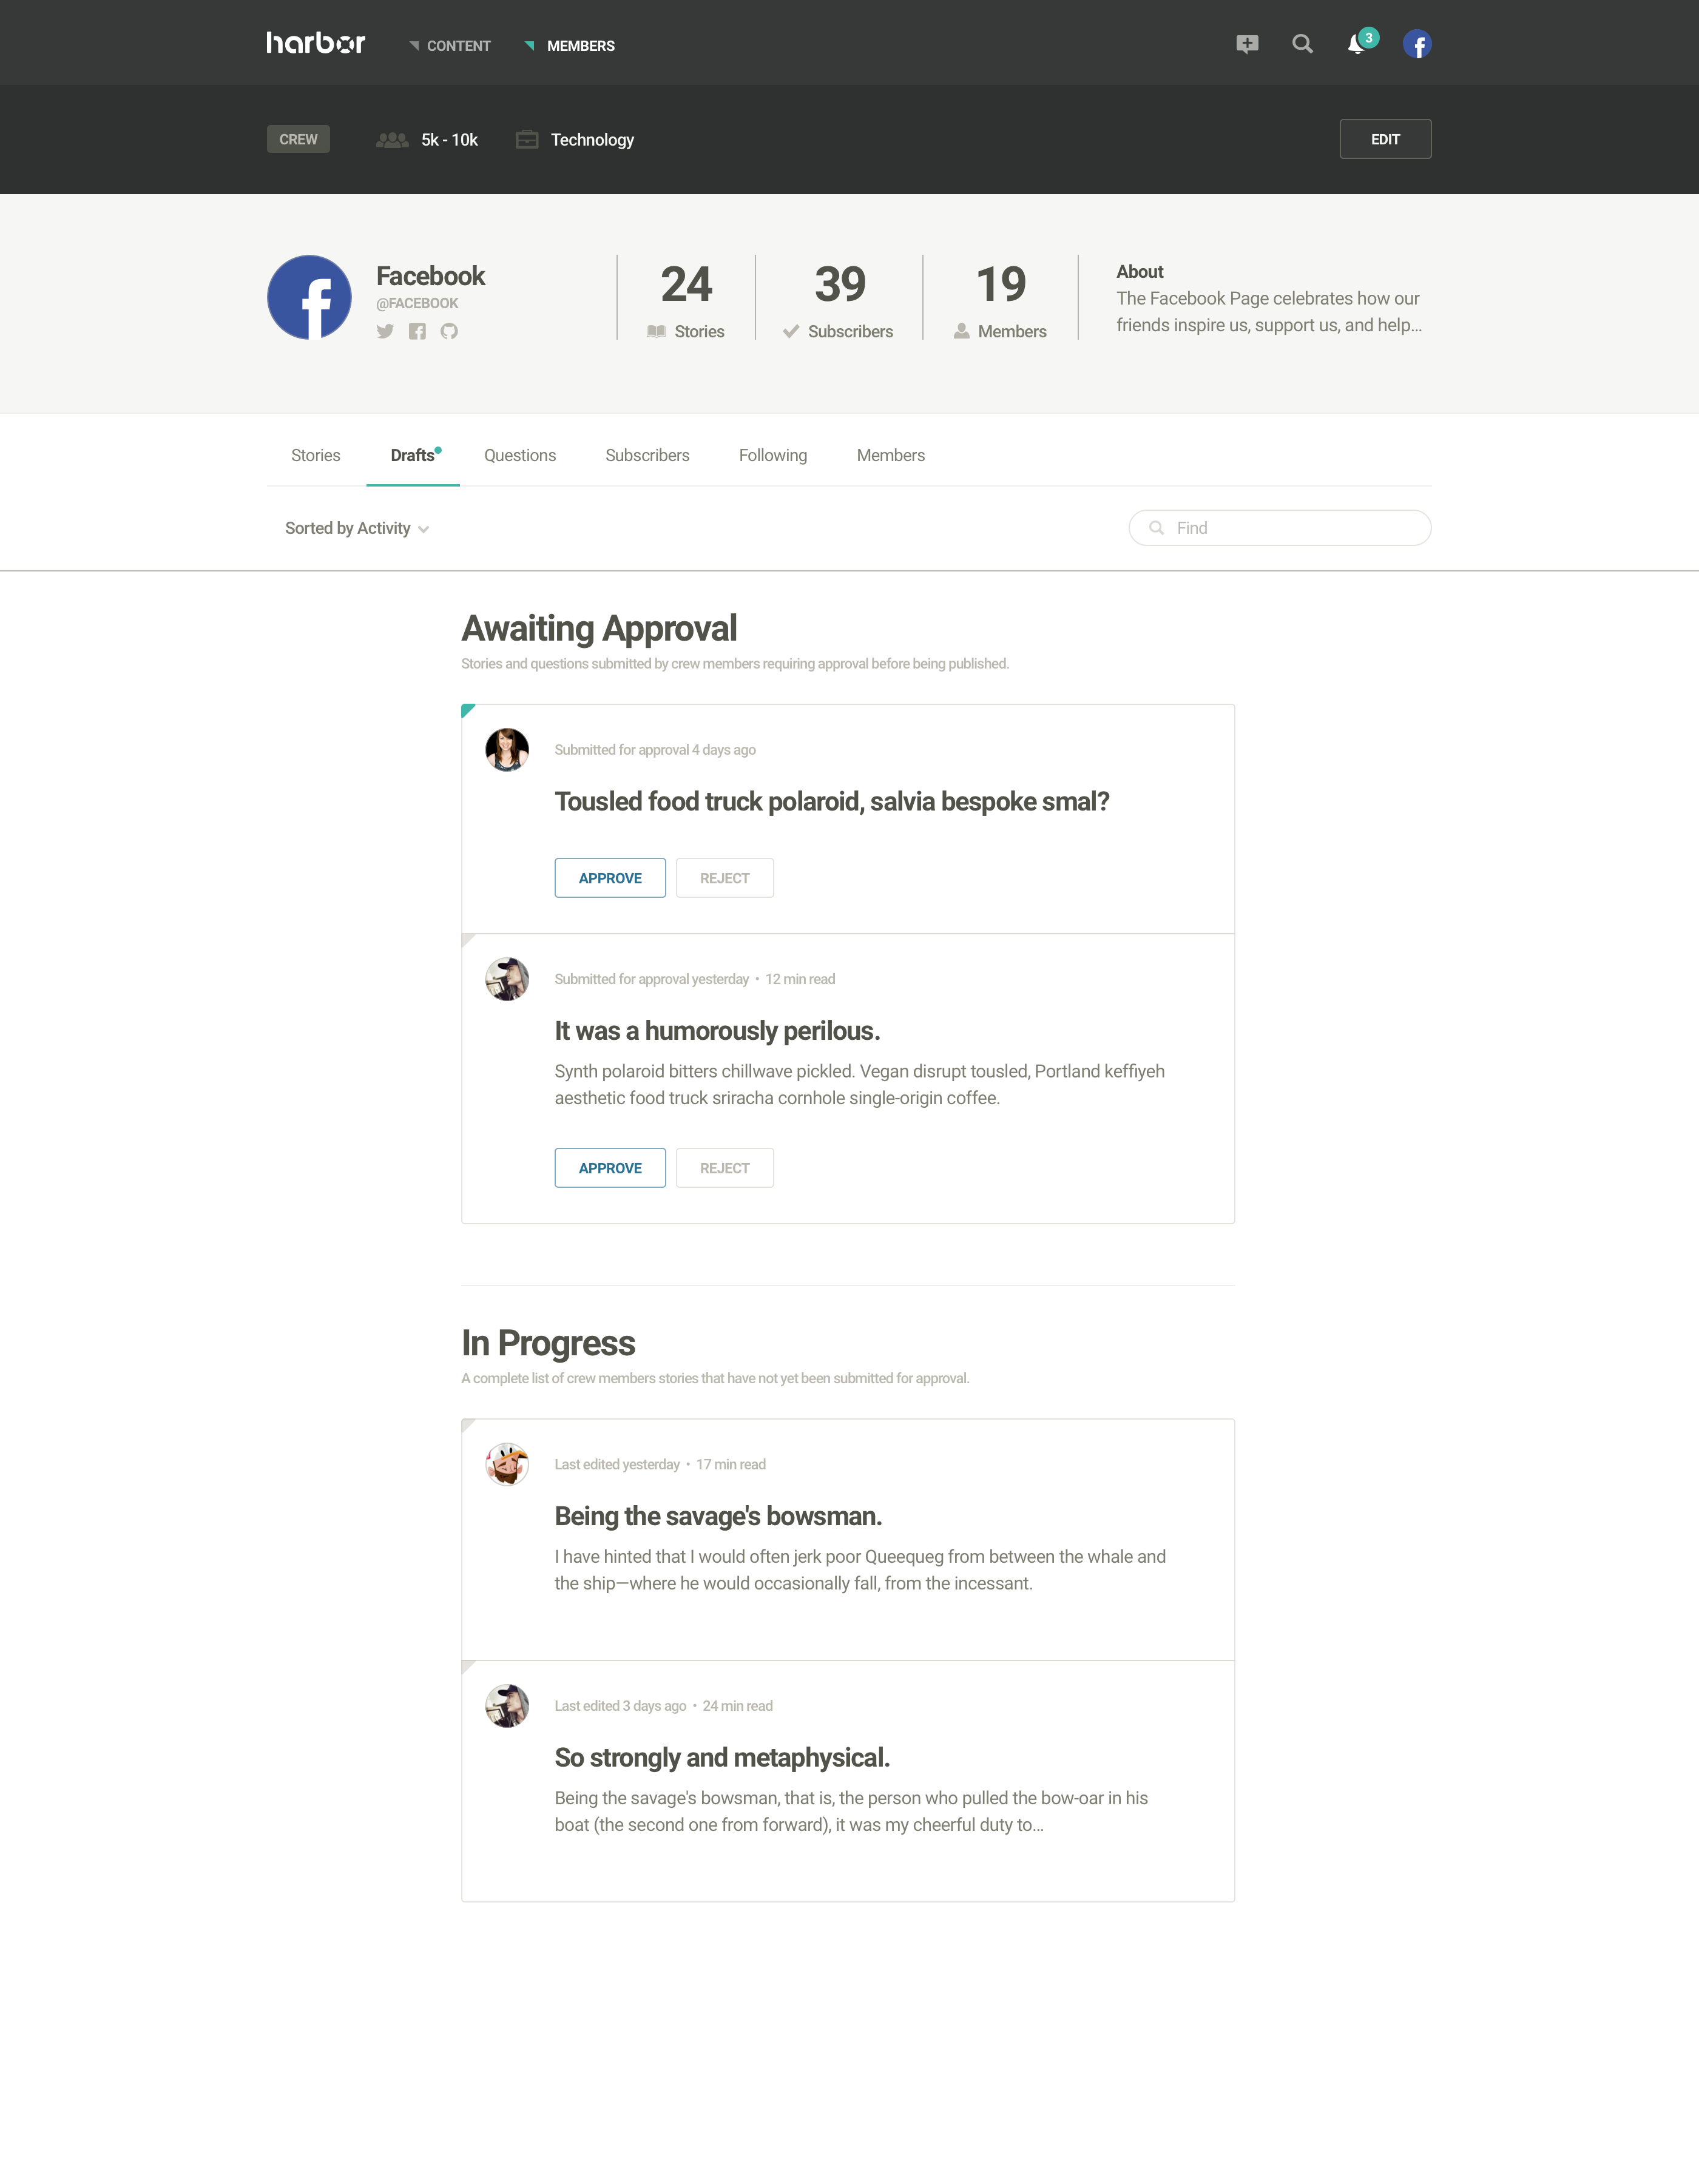 harbor
CONTENT
MEMBERS
3
CREW
5k - 10k
Technology
EDIT
Facebook
@FACEBOOK
24
Stories
39
Subscribers
19
Members
About
The Facebook Page celebrates how our
friends inspire us, support us, and help...
Stories
Drafts
Questions
Subscribers
Following
Members
Sorted by Activity
Find
Awaiting Approval
Stories and questions submitted by crew members requiring approval before being published.
Submitted for approval 4 days ago
Tousled food truck polaroid, salvia bespoke smal?
APPROVE
REJECT
Submitted for approval yesterday • 12 min read
It was a humorously perilous.
Synth polaroid bitters chillwave pickled. Vegan disrupt tousled, Portland keffiyeh
aesthetic food truck sriracha cornhole single-origin coffee.
APPROVE
REJECT
In Progress
A complete list of crew members stories that have not yet been submitted for approval.
Last edited yesterday • 17 min read
Being the savage's bowsman.
I have hinted that I would often jerk poor Queequeg from between the whale and
the ship—where he would occasionally fall, from the incessant.
Last edited 3 days ago • 24 min read
So strongly and metaphysical.
Being the savage's bowsman, that is, the person who pulled the bow-oar in his
boat (the second one from forward), it was my cheerful duty to...